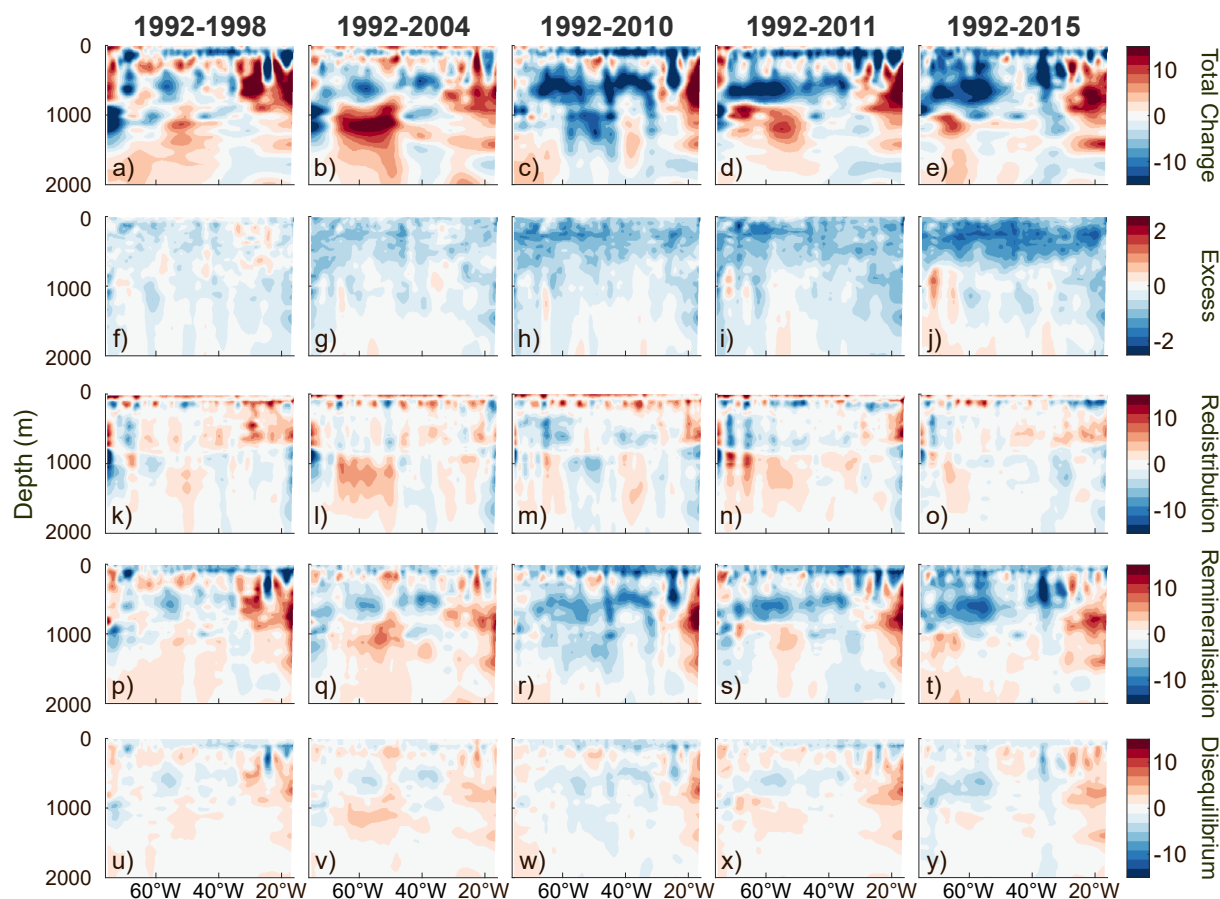 1992-1998 1992-2004 1992-2010 1992-2011 1992-2015
0
1000
2000
a) b) c) d) e)
10
0
-10
Total Change
0
1000
2000
f) g) h) i) j)
2
0
-2
Excess
Depth (m)
0
1000
2000
k) l) m) n) o)
10
0
-10
Redistribution
0
1000
2000
p) q) r) s) t)
10
0
-10
Remineralisation
0
1000
2000
u) v) w) x) y)
10
0
-10
Disequilibrium
60°W 40°W 20°W 60°W 40°W 20°W 60°W 40°W 20°W 60°W 40°W 20°W 60°W 40°W 20°W